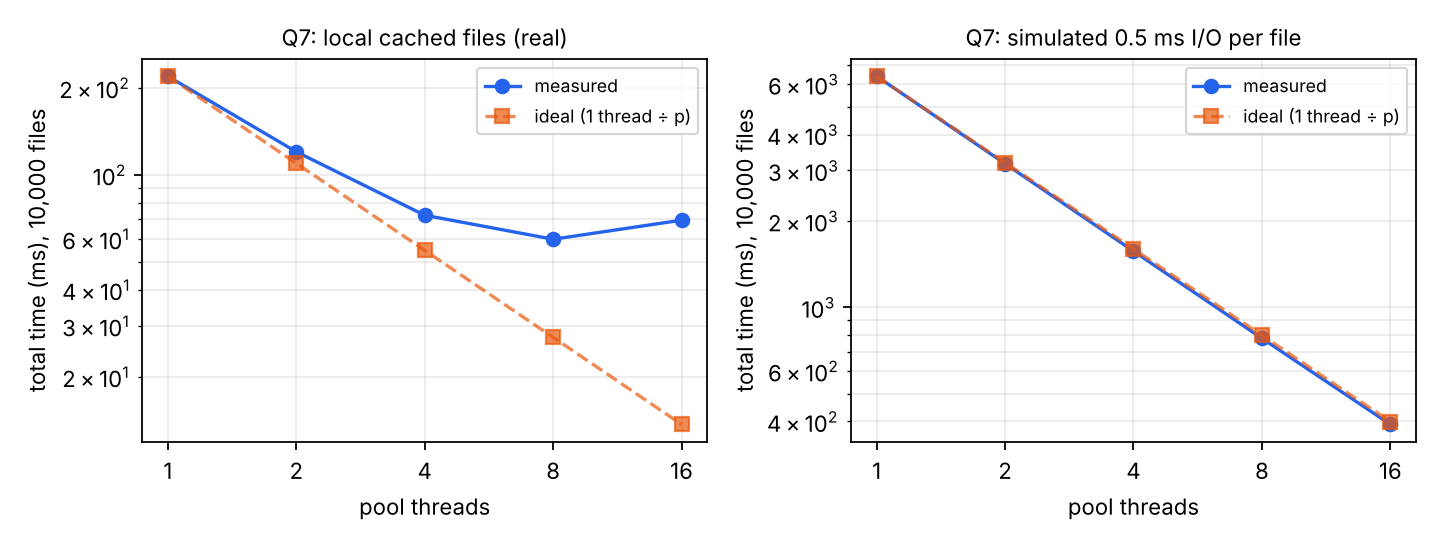 Q7: local cached files (real)
total time (ms), 10,000 files
2 × 10²
10²
6 × 10¹
4 × 10¹
3 × 10¹
2 × 10¹
measured
ideal (1 thread ÷ p)
1 2 4 8 16
pool threads
Q7: simulated 0.5 ms I/O per file
total time (ms), 10,000 files
6 × 10³
4 × 10³
3 × 10³
2 × 10³
10³
6 × 10²
4 × 10²
measured
ideal (1 thread ÷ p)
1 2 4 8 16
pool threads